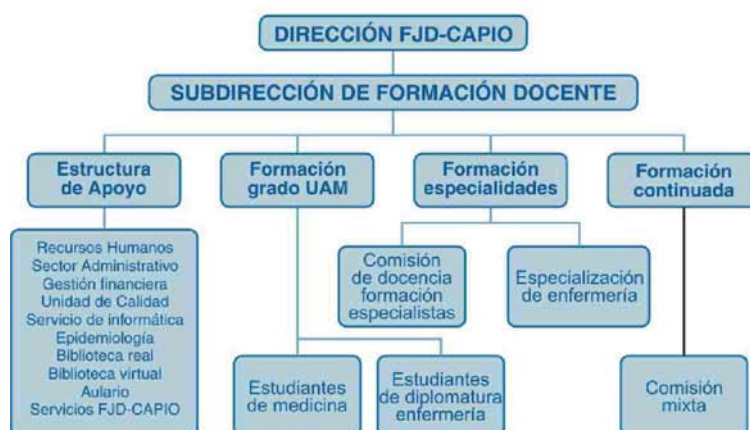 DIRECCIÓN FJD-CAPIO
SUBDIRECCIÓN DE FORMACIÓN DOCENTE
Estructura
de Apoyo
Formación
grado UAM
Formación
especialidades
Formación
continuada
Recursos Humanos
Sector Administrativo
Gestión financiera
Unidad de Calidad
Servicio de informática
Epidemiología
Biblioteca real
Biblioteca virtual
Aulario
Servicios FJD-CAPIO
Comisión
de docencia
formación
especialistas
Especialización
de enfermería
Estudiantes
de medicina
Estudiantes
de diplomatura
enfermería
Comisión
mixta